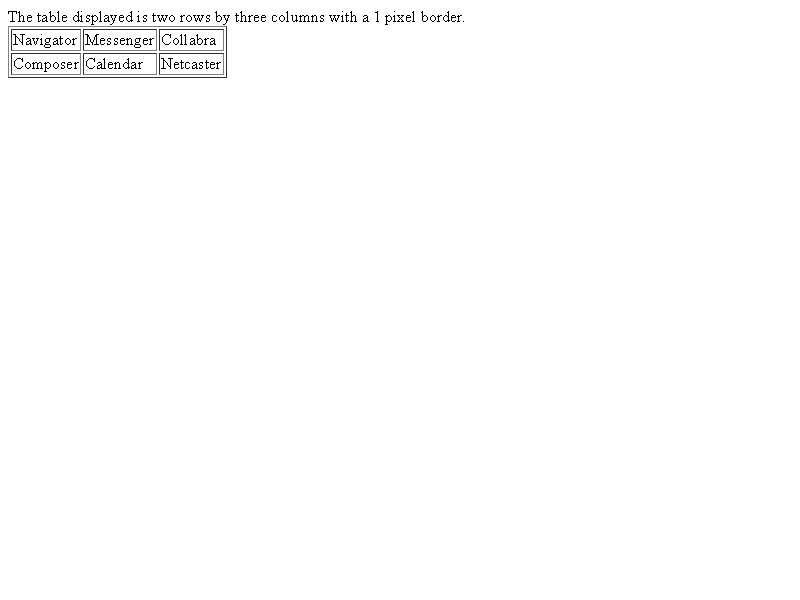 The table displayed is two rows by three columns with a 1 pixel border.
Navigator Messenger Collabra
Composer Calendar Netcaster